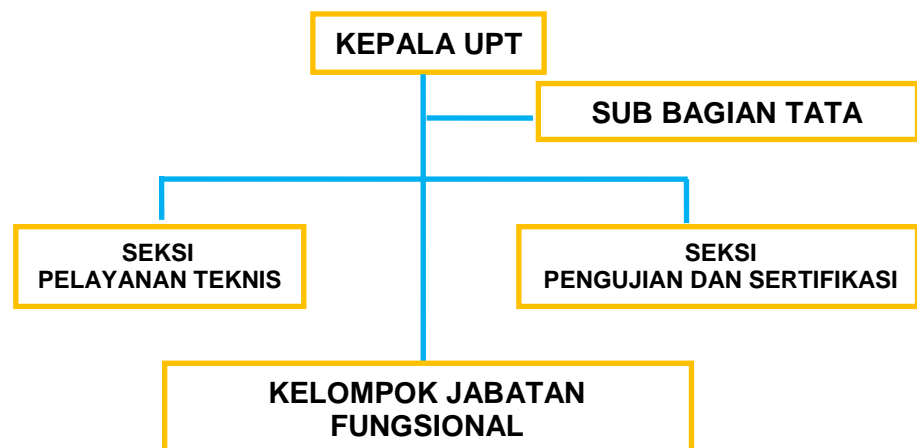 KEPALA UPT
SUB BAGIAN TATA
SEKSI
PELAYANAN TEKNIS
SEKSI
PENGUJIAN DAN SERTIFIKASI
KELOMPOK JABATAN
FUNGSIONAL